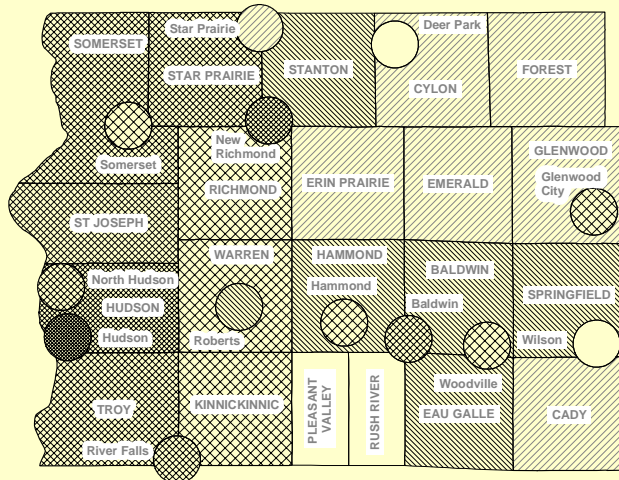 Star Prairie
Deer Park
SOMERSET
STAR PRAIRIE
STANTON
CYLON
FOREST
Somerset
New
Richmond
RICHMOND
ERIN PRAIRIE
EMERALD
GLENWOOD
Glenwood
City
ST JOSEPH
North Hudson
HUDSON
Hudson
WARREN
Roberts
HAMMOND
Hammond
BALDWIN
Baldwin
SPRINGFIELD
Wilson
TROY
River Falls
KINNICKINNIC
PLEASANT
VALLEY
RUSH RIVER
Woodville
EAU GALLE
CADY